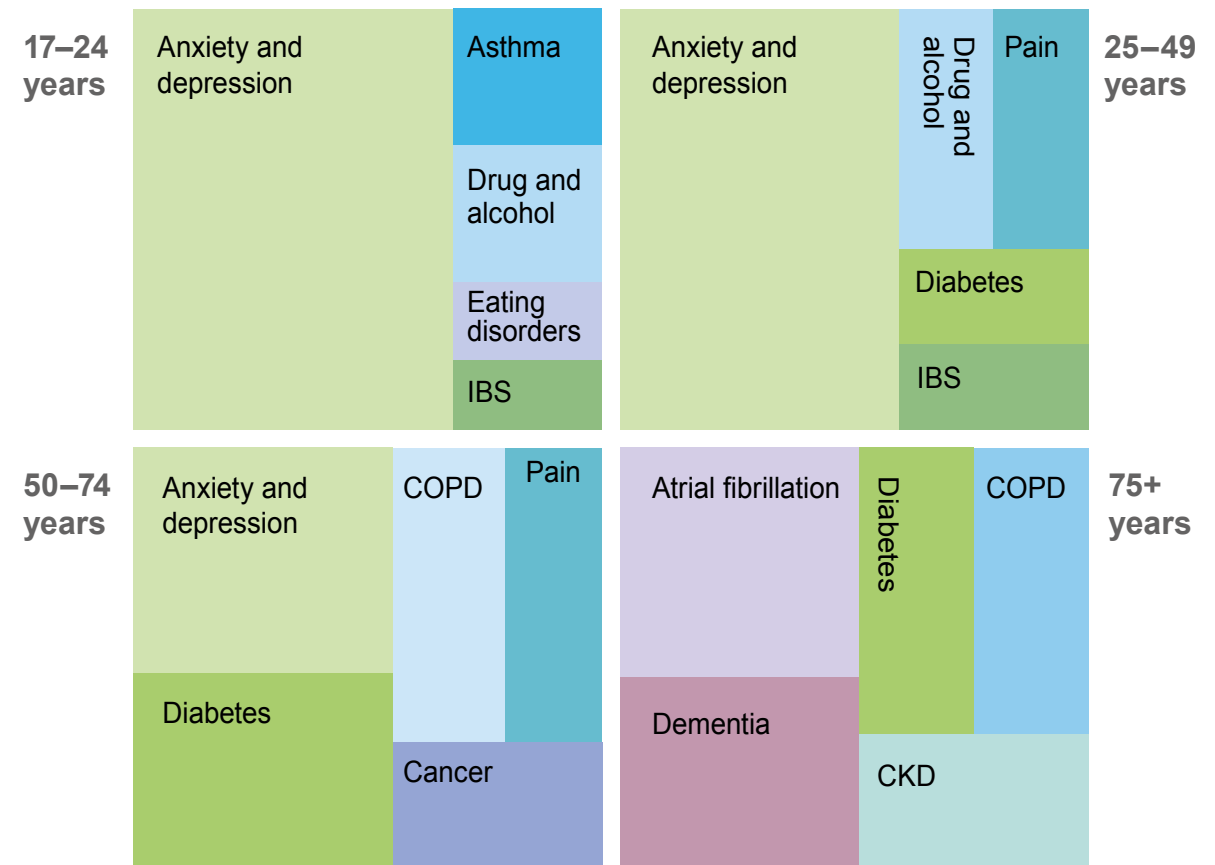 17–24
years
Anxiety and
depression
Asthma
Drug and
alcohol
Eating
disorders
IBS
Anxiety and
depression
Drug and
alcohol
Pain
Diabetes
IBS
25–49
years
50–74
years
Anxiety and
depression
COPD
Pain
Diabetes
Cancer
Atrial fibrillation
Diabetes
COPD
Dementia
CKD
75+
years